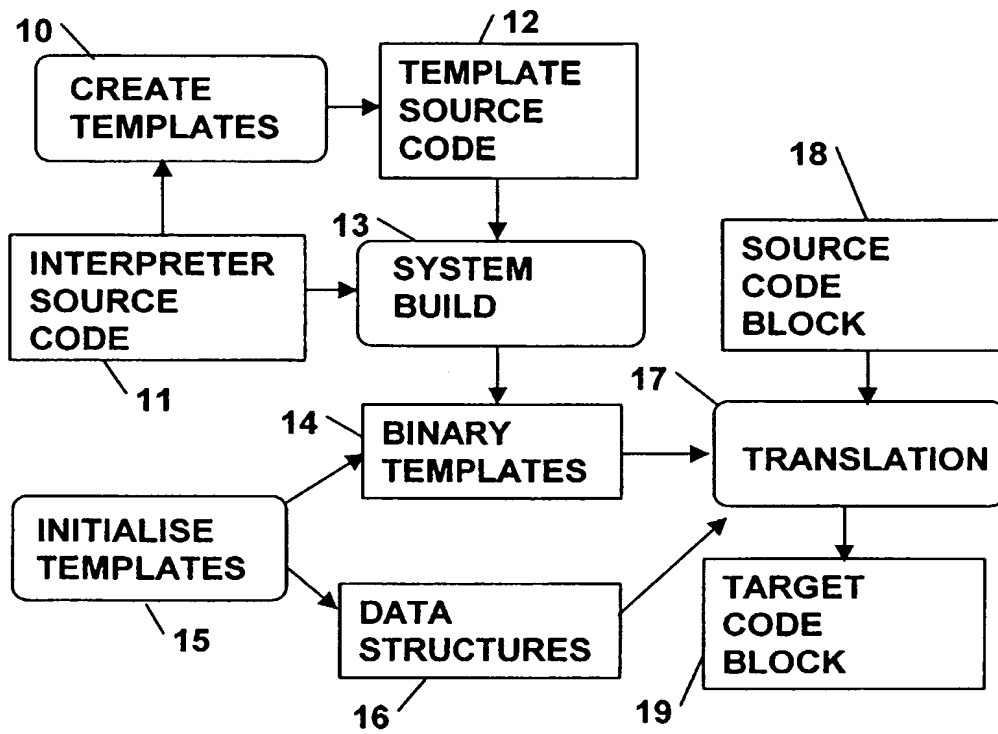 10
12
CREATE
TEMPLATES
TEMPLATE
SOURCE
CODE
18
13
INTERPRETER
SOURCE
CODE
SYSTEM
BUILD
SOURCE
CODE
BLOCK
11
17
14
BINARY
TEMPLATES
TRANSLATION
INITIALISE
TEMPLATES
15
DATA
STRUCTURES
16
TARGET
CODE
BLOCK
19